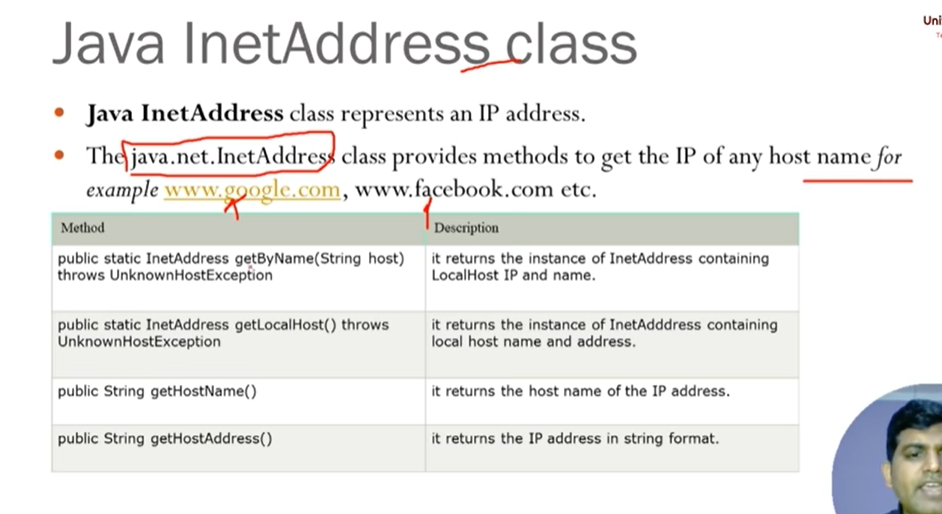 Java InetAddress class
Uni
Te
• Java InetAddress class represents an IP address.
• The java.net.InetAddress class provides methods to get the IP of any host name for
example www.google.com, www.facebook.com etc.
Method Description
public static InetAddress getByName(String host) it returns the instance of InetAddress containing
throws UnknownHostException LocalHost IP and name.
public static InetAddress getLocalHost() throws it returns the instance of InetAdddress containing
UnknownHostException local host name and address.
public String getHostName() it returns the host name of the IP address.
public String getHostAddress() it returns the IP address in string format.